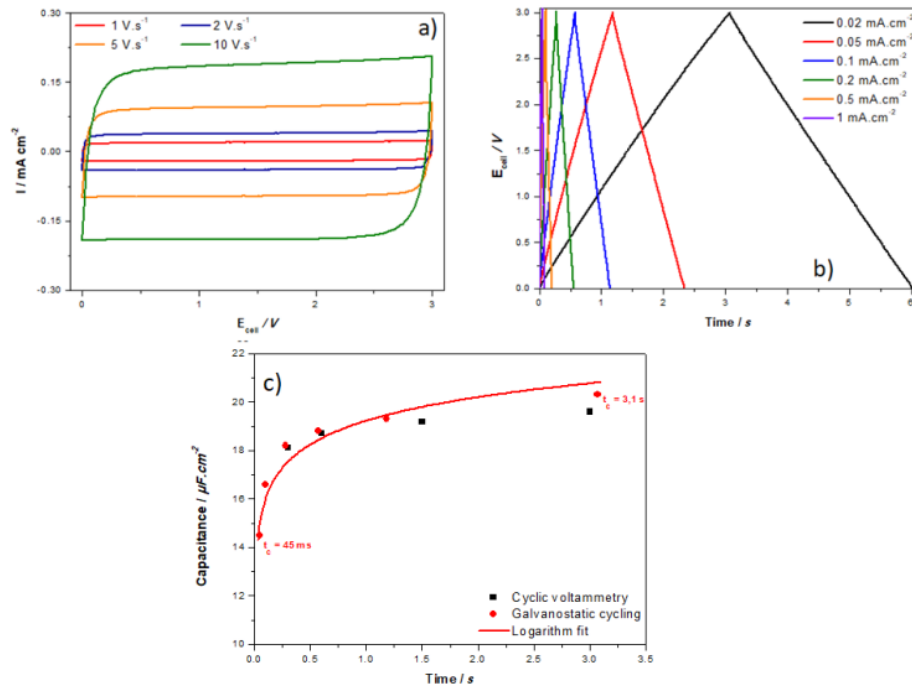 a)
1 V.s⁻¹ 2 V.s⁻¹
5 V.s⁻¹ 10 V.s⁻¹
0.30
0.15
0.00
-0.15
-0.30
I / mA cm⁻²
0 1 2 3
E_cell / V
3.0
2.5
2.0
1.5
1.0
0.5
0.0
E_cell / V
0.02 mA.cm⁻²
0.05 mA.cm⁻²
0.1 mA.cm⁻²
0.2 mA.cm⁻²
0.5 mA.cm⁻²
1 mA.cm⁻²
b)
0 1 2 3 4 5 6
Time / s
c)
22
20
18
16
14
12
10
Capacitance / µF.cm⁻²
t_c = 3,1 s
t_c = 45 ms
Cyclic voltammetry
Galvanostatic cycling
Logarithm fit
0.0 0.5 1.0 1.5 2.0 2.5 3.0 3.5
Time / s